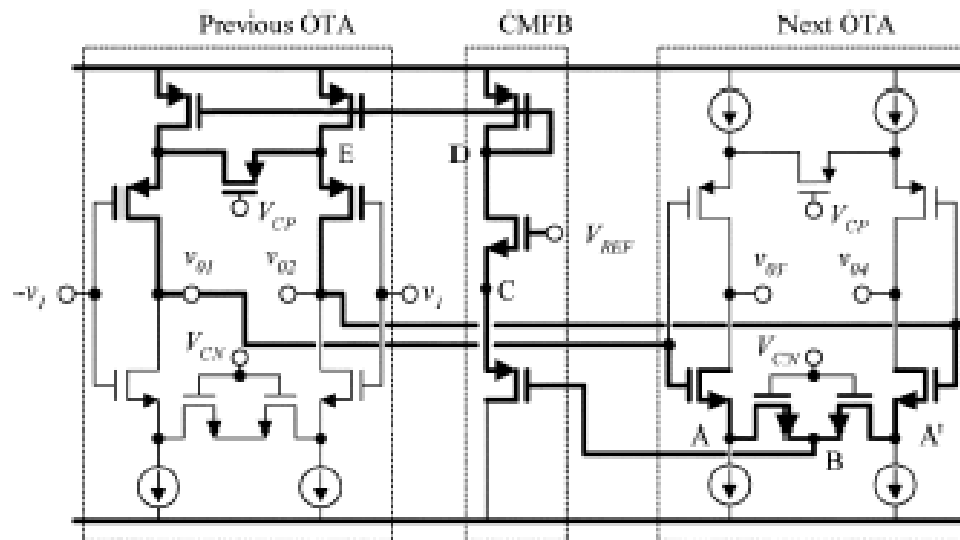 Previous OTA
CMFB
Next OTA
E
D
V_CP
V_REF
V_CP
v_01
v_02
C
v_03
v_04
-v_i
v_i
V_CN
V_CN
A
B
A'